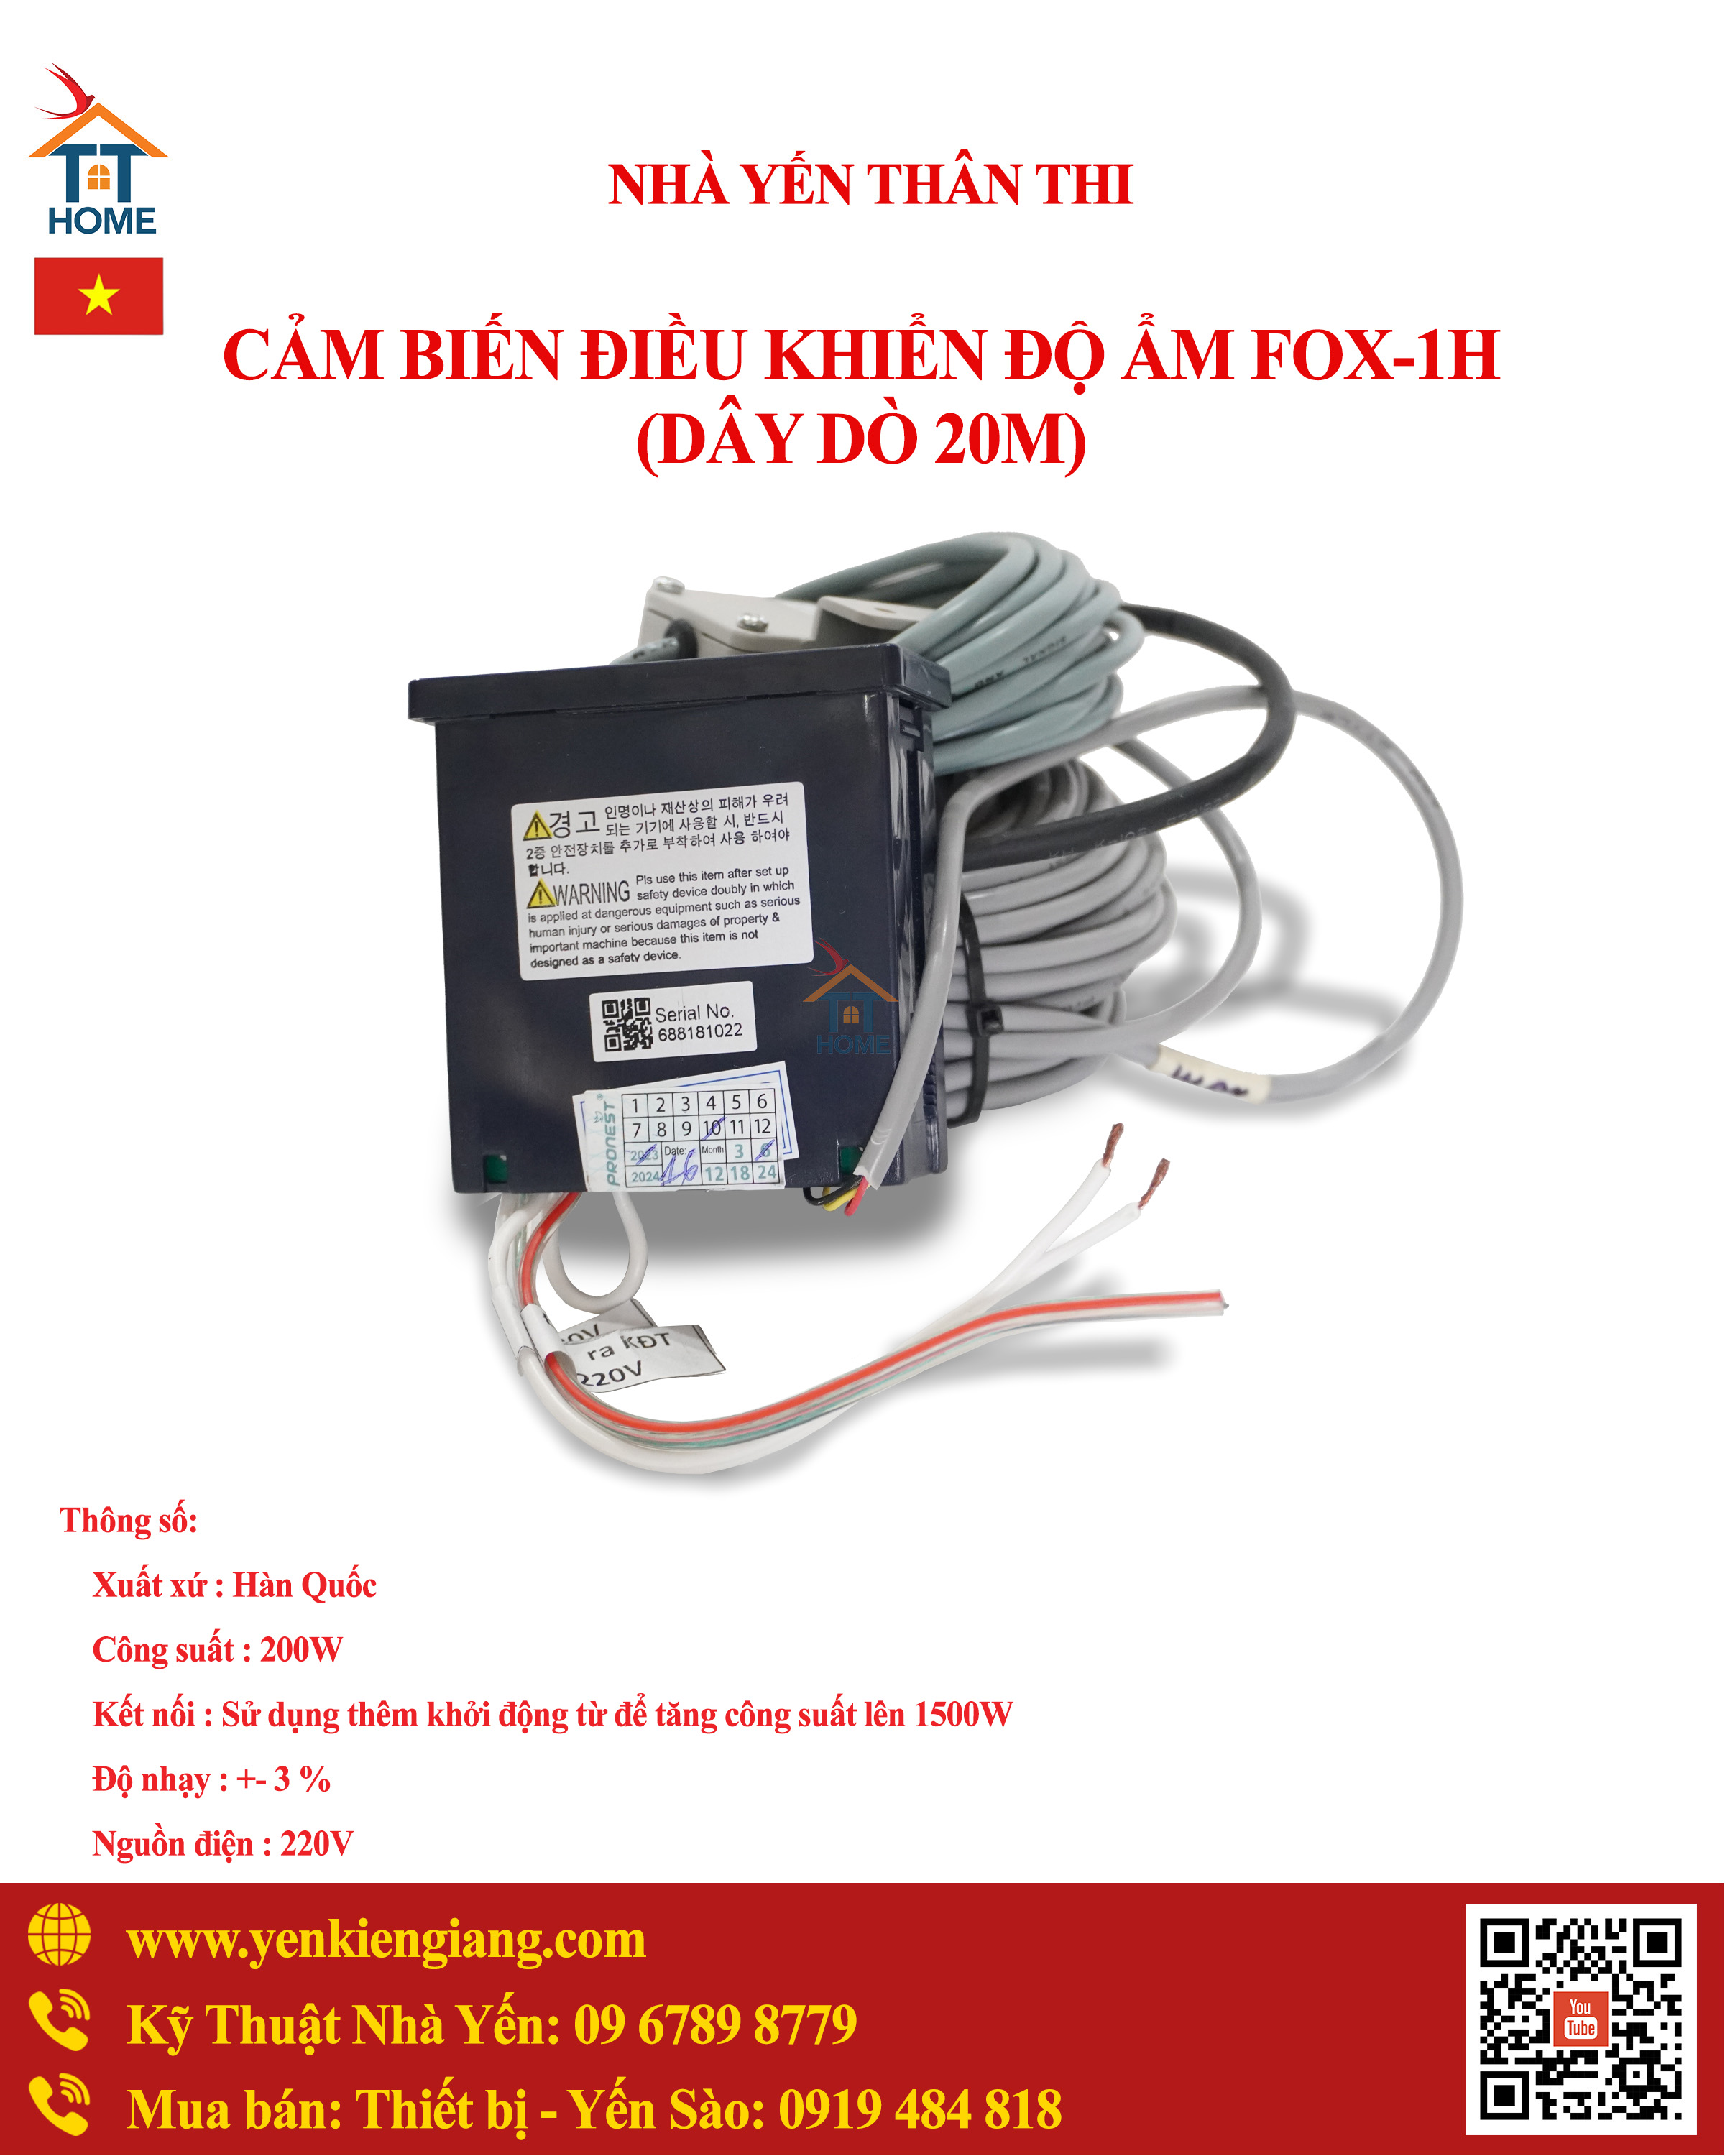 TT
HOME
NHÀ YẾN THÂN THI
CẢM BIẾN ĐIỀU KHIỂN ĐỘ ẨM FOX-1H
(DÂY DÒ 20M)
경고 인명이나 재산상의 피해가 우려
되는 기기에 사용할 시, 반드시
2중 안전장치를 추가로 부착하여 사용 하여야
합니다.
WARNING Pls use this item after set up
safety device doubly in which
is applied at dangerous equipment such as serious
human injury or serious damages of property &
important machine because this item is not
designed as a safety device.
Serial No.
688181022
TT
HOME
PRONEST
1 2 3 4 5 6
7 8 9 10 11 12
2023 Date: Month 3 6
2024 16 12 18 24
ra KĐT
220V
Thông số:
Xuất xứ : Hàn Quốc
Công suất : 200W
Kết nối : Sử dụng thêm khởi động từ để tăng công suất lên 1500W
Độ nhạy : +- 3 %
Nguồn điện : 220V
www.yenkiengiang.com
Kỹ Thuật Nhà Yến: 09 6789 8779
Mua bán: Thiết bị - Yến Sào: 0919 484 818
You
Tube